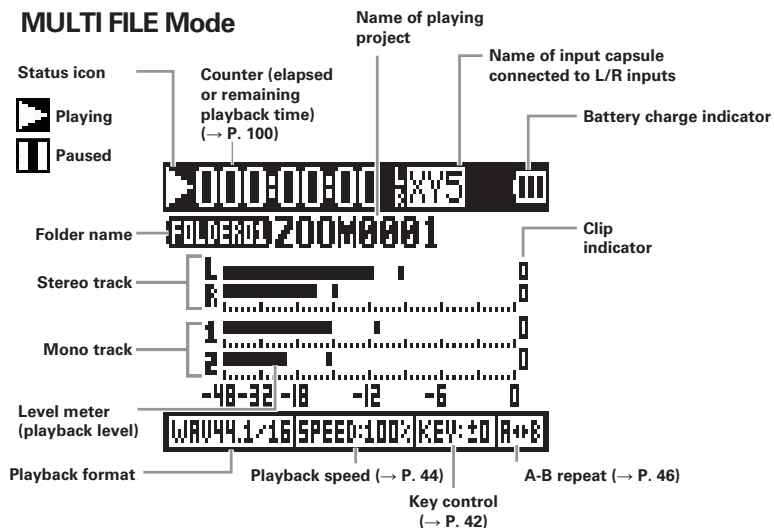 MULTI FILE Mode
Name of playing
project
Status icon
Counter (elapsed
or remaining
playback time)
(→ P. 100)
Name of input capsule
connected to L/R inputs
Playing
Paused
Battery charge indicator
000:00:00 L/R XY5
Folder name
FOLDER01 ZOOM0001
Clip
indicator
Stereo track
L 0
R 0
Mono track
1 0
2
-48 -32 -18 -12 -6 0
Level meter
(playback level)
WAV44.1/16 SPEED:100% KEY:±0 A↔B
Playback format
Playback speed (→ P. 44)
A-B repeat (→ P. 46)
Key control
(→ P. 42)